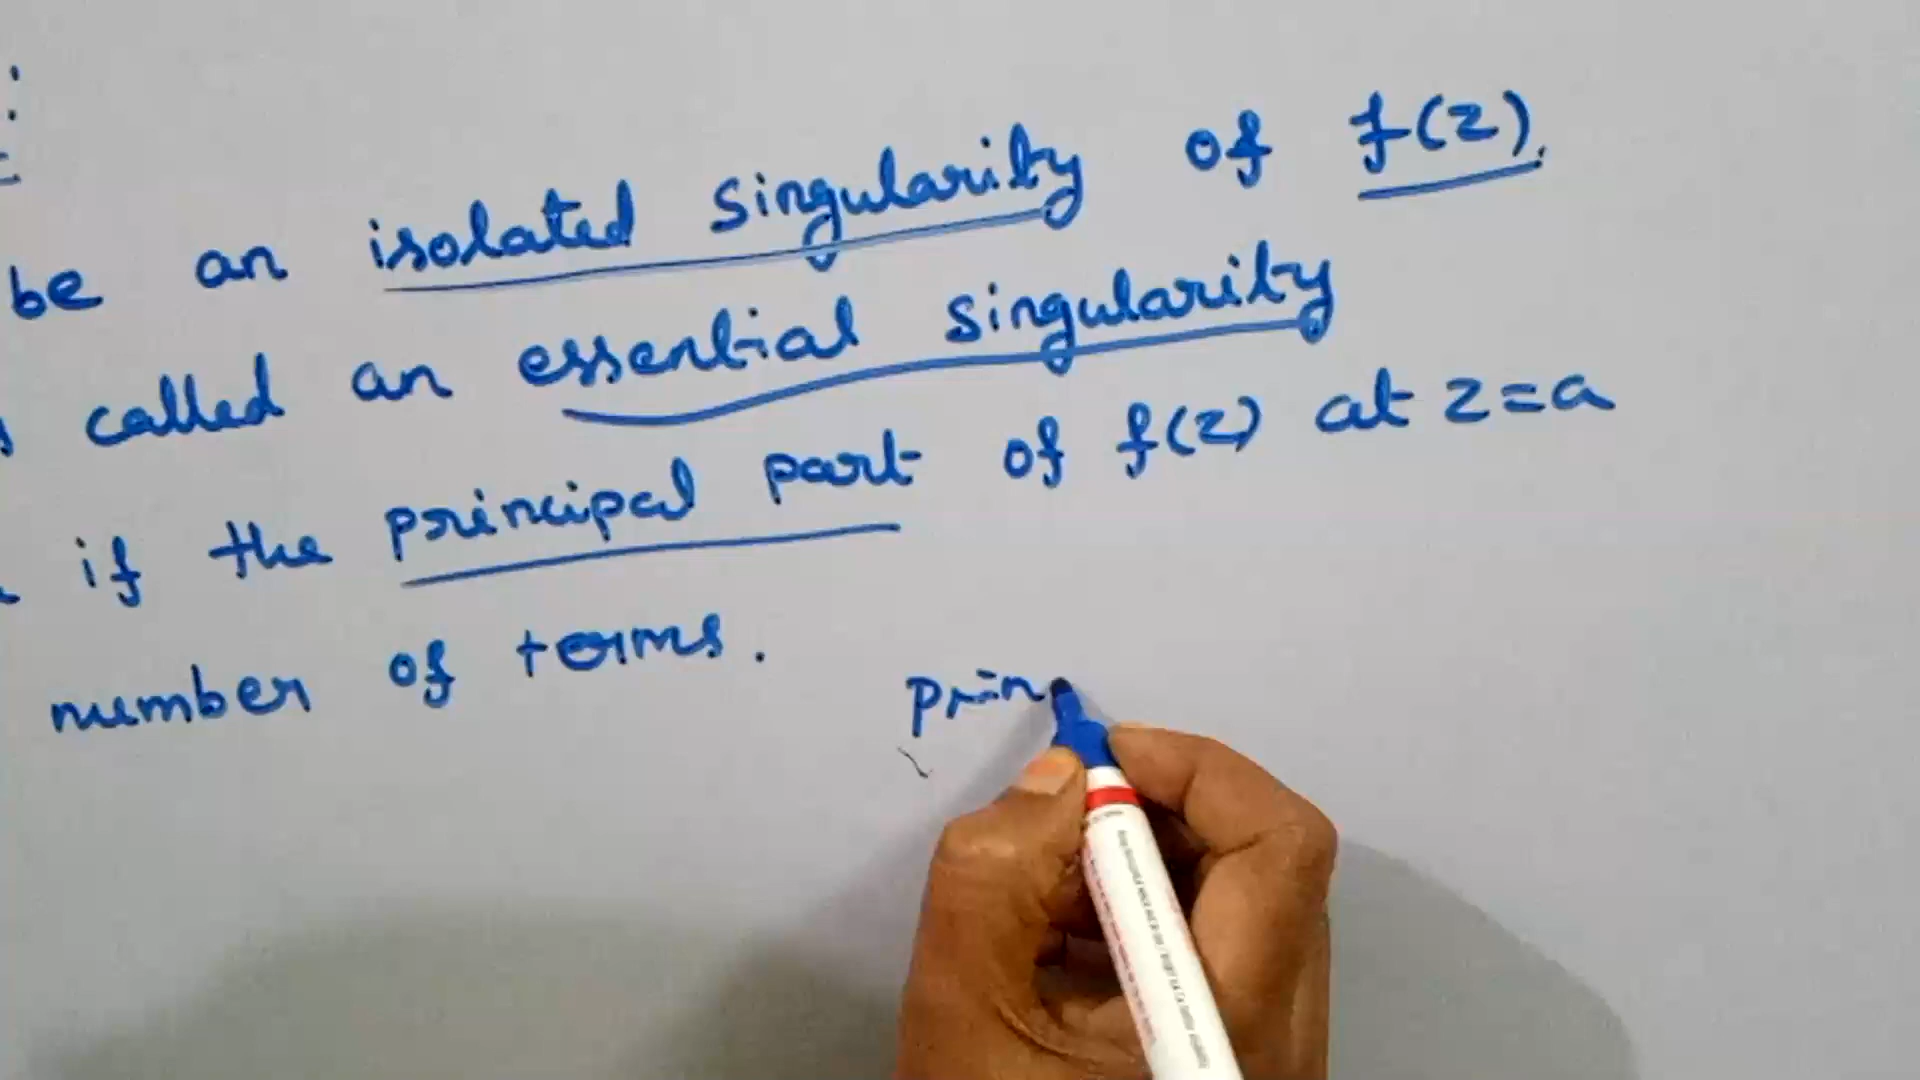 be an isolated singularity of f(z).
called an essential singularity
if the principal part of f(z) at z=a
number of terms.
prin